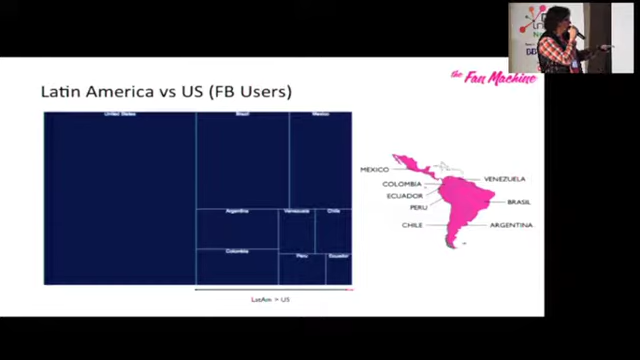 the Fan Machine
Latin America vs US (FB Users)
United States
Brazil
Mexico
Argentina
Venezuela
Chile
Colombia
Peru
Ecuador
LatAm > US
MEXICO
COLOMBIA
ECUADOR
PERU
CHILE
VENEZUELA
BRASIL
ARGENTINA